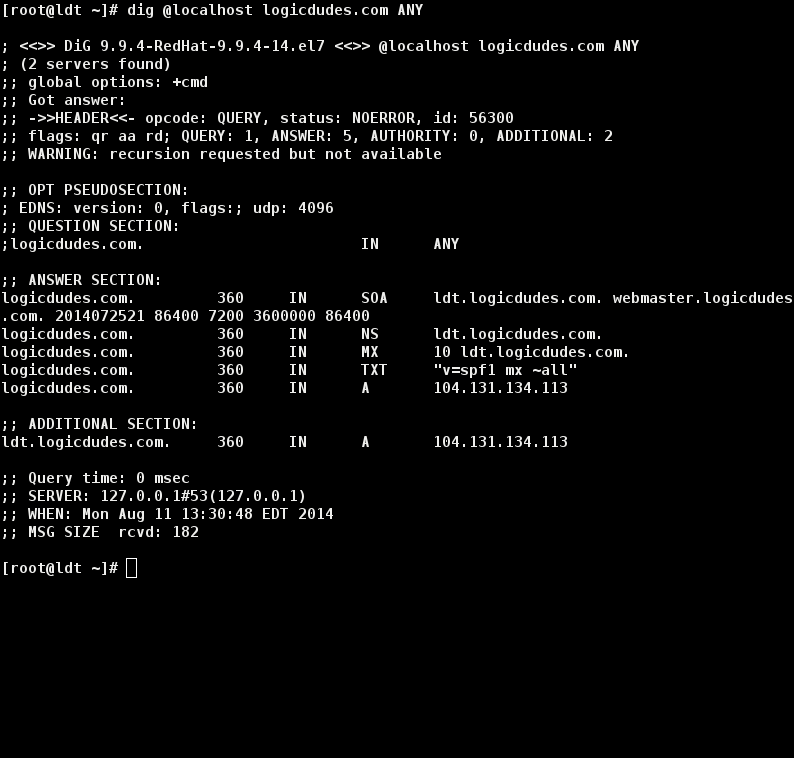 [root@ldt ~]# dig @localhost logicdudes.com ANY
; <<>> DiG 9.9.4-RedHat-9.9.4-14.el7 <<>> @localhost logicdudes.com ANY
; (2 servers found)
;; global options: +cmd
;; Got answer:
;; ->>HEADER<<- opcode: QUERY, status: NOERROR, id: 56300
;; flags: qr aa rd; QUERY: 1, ANSWER: 5, AUTHORITY: 0, ADDITIONAL: 2
;; WARNING: recursion requested but not available
;; OPT PSEUDOSECTION:
; EDNS: version: 0, flags:; udp: 4096
;; QUESTION SECTION:
;logicdudes.com. IN ANY
;; ANSWER SECTION:
logicdudes.com. 360 IN SOA ldt.logicdudes.com. webmaster.logicdudes
.com. 2014072521 86400 7200 3600000 86400
logicdudes.com. 360 IN NS ldt.logicdudes.com.
logicdudes.com. 360 IN MX 10 ldt.logicdudes.com.
logicdudes.com. 360 IN TXT "v=spf1 mx ~all"
logicdudes.com. 360 IN A 104.131.134.113
;; ADDITIONAL SECTION:
ldt.logicdudes.com. 360 IN A 104.131.134.113
;; Query time: 0 msec
;; SERVER: 127.0.0.1#53(127.0.0.1)
;; WHEN: Mon Aug 11 13:30:48 EDT 2014
;; MSG SIZE  rcvd: 182
[root@ldt ~]#